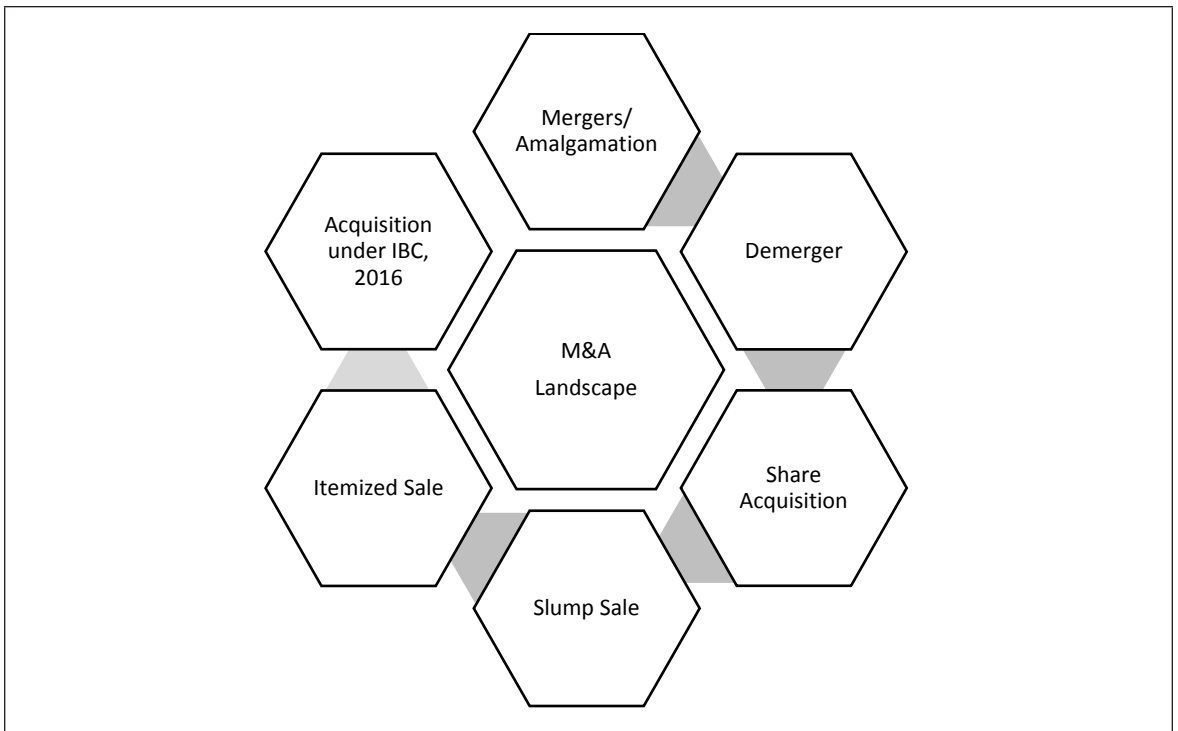 Mergers/
Amalgamation
Demerger
Share
Acquisition
Slump Sale
Itemized Sale
Acquisition
under IBC,
2016
M&A
Landscape